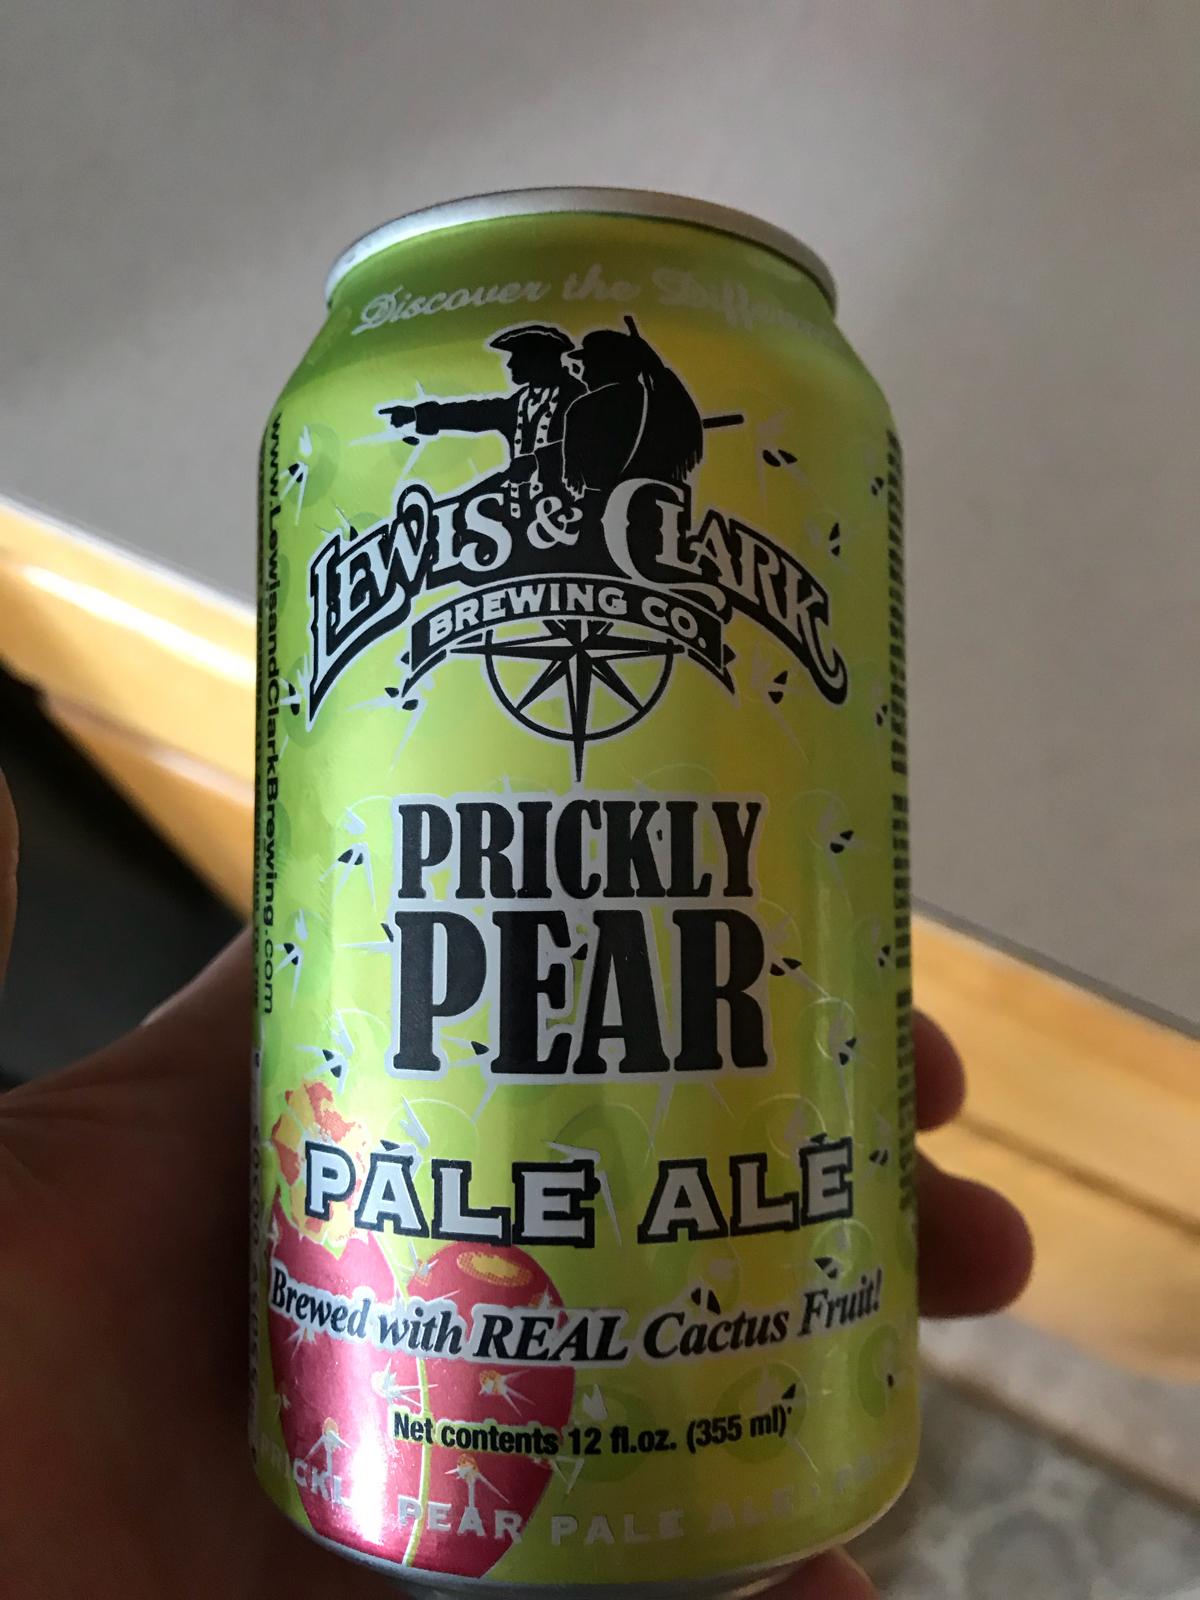 Discover the
LEWIS & CLARK
BREWING CO.
www.LewisandClarkBrewing.com
PRICKLY
PEAR
PALE ALE
Brewed with REAL Cactus Fruit!
Net contents 12 fl.oz. (355 ml)
PEAR PALE ALE